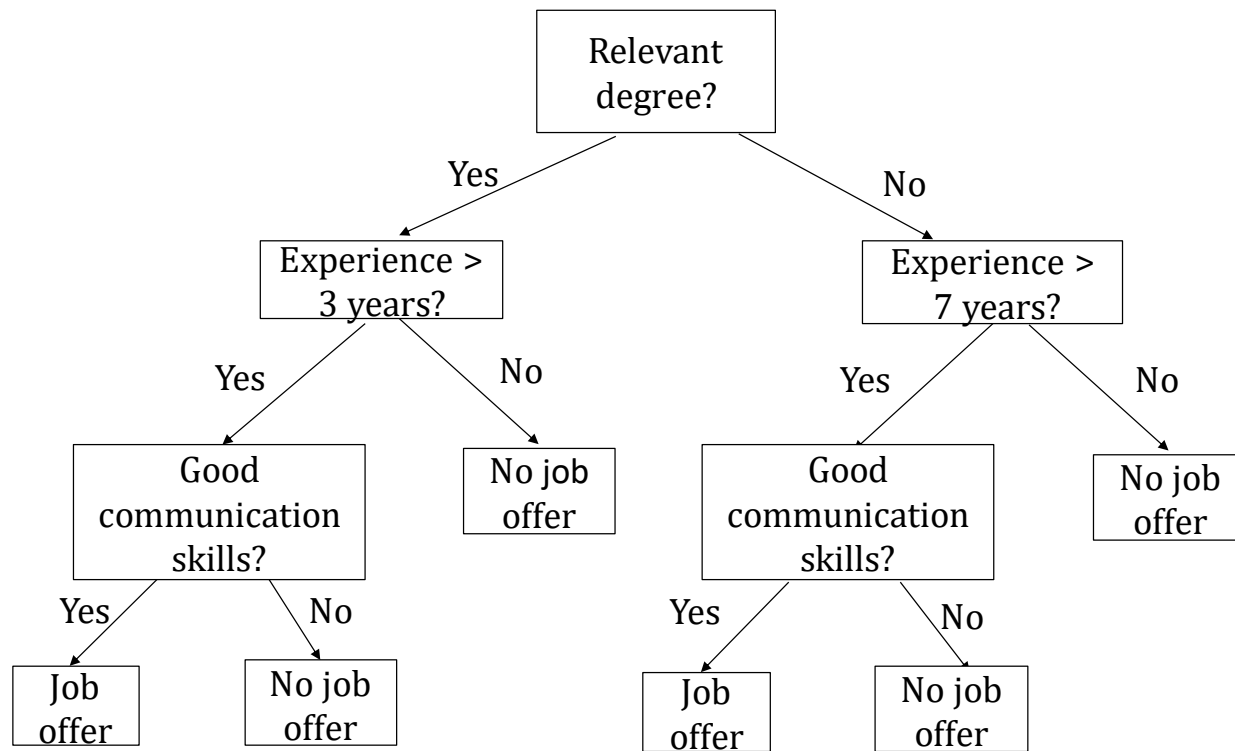 Relevant
degree?
Yes
No
Experience >
3 years?
Experience >
7 years?
Yes
No
Yes
No
Good
communication
skills?
No job
offer
Good
communication
skills?
No job
offer
Yes
No
Yes
No
Job
offer
No job
offer
Job
offer
No job
offer